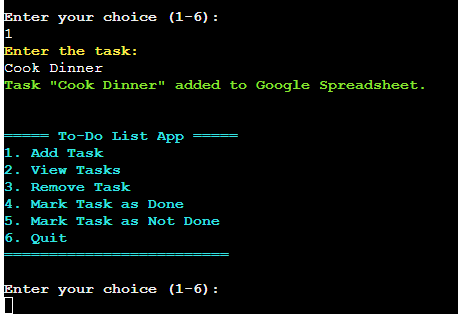 Enter your choice (1-6):
1
Enter the task:
Cook Dinner
Task "Cook Dinner" added to Google Spreadsheet.
===== To-Do List App =====
1. Add Task
2. View Tasks
3. Remove Task
4. Mark Task as Done
5. Mark Task as Not Done
6. Quit
=========================
Enter your choice (1-6):